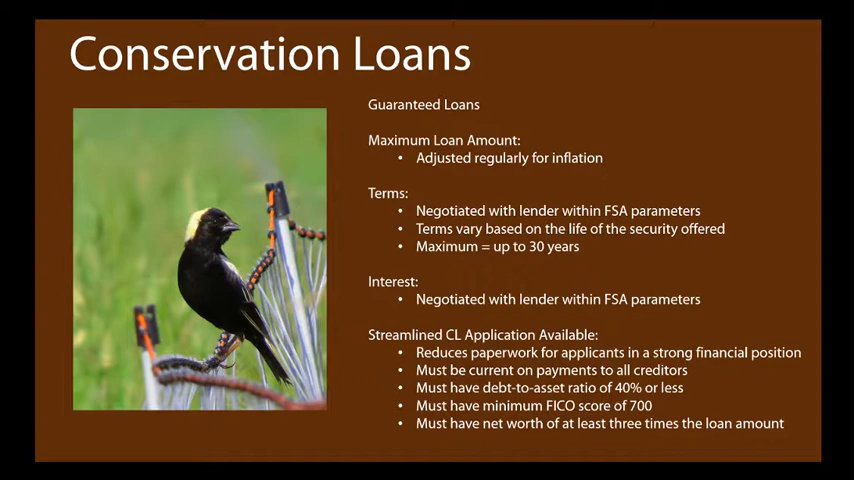 Conservation Loans
Guaranteed Loans
Maximum Loan Amount:
• Adjusted regularly for inflation
Terms:
• Negotiated with lender within FSA parameters
• Terms vary based on the life of the security offered
• Maximum = up to 30 years
Interest:
• Negotiated with lender within FSA parameters
Streamlined CL Application Available:
• Reduces paperwork for applicants in a strong financial position
• Must be current on payments to all creditors
• Must have debt-to-asset ratio of 40% or less
• Must have minimum FICO score of 700
• Must have net worth of at least three times the loan amount